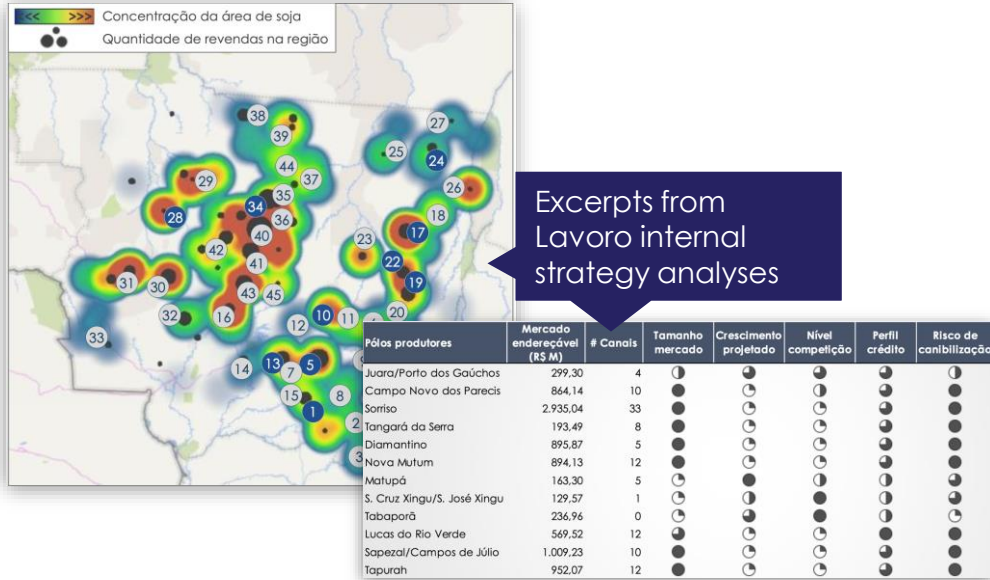 << >>> Concentração da área de soja
Quantidade de revendas na região
38
39
27
25
24
44
37
29
26
35
34
28
18
36
17
40
23
42
22
41
31
30
19
43
45
20
32
16
10
11
12
33
13
5
14
7
15
8
1
2
3
Excerpts from
Lavoro internal
strategy analyses
Pólos produtores Mercado endereçável (R$ M) # Canais Tamanho mercado Crescimento projetado Nível competição Perfil crédito Risco de canibilização
Juara/Porto dos Gaúchos 299,30 4
Campo Novo dos Parecis 864,14 10
Sorriso 2.935,04 33
Tangará da Serra 193,49 8
Diamantino 895,87 5
Nova Mutum 894,13 12
Matupá 163,30 5
S. Cruz Xingu/S. José Xingu 129,57 1
Tabaporã 236,96 0
Lucas do Rio Verde 569,52 12
Sapezal/Campos de Júlio 1.009,23 10
Tapurah 952,07 12